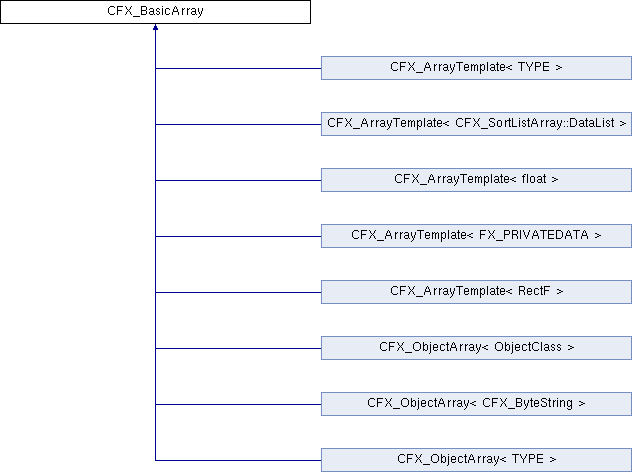 CFX_BasicArray
CFX_ArrayTemplate< TYPE >
CFX_ArrayTemplate< CFX_SortListArray::DataList >
CFX_ArrayTemplate< float >
CFX_ArrayTemplate< FX_PRIVATEDATA >
CFX_ArrayTemplate< RectF >
CFX_ObjectArray< ObjectClass >
CFX_ObjectArray< CFX_ByteString >
CFX_ObjectArray< TYPE >